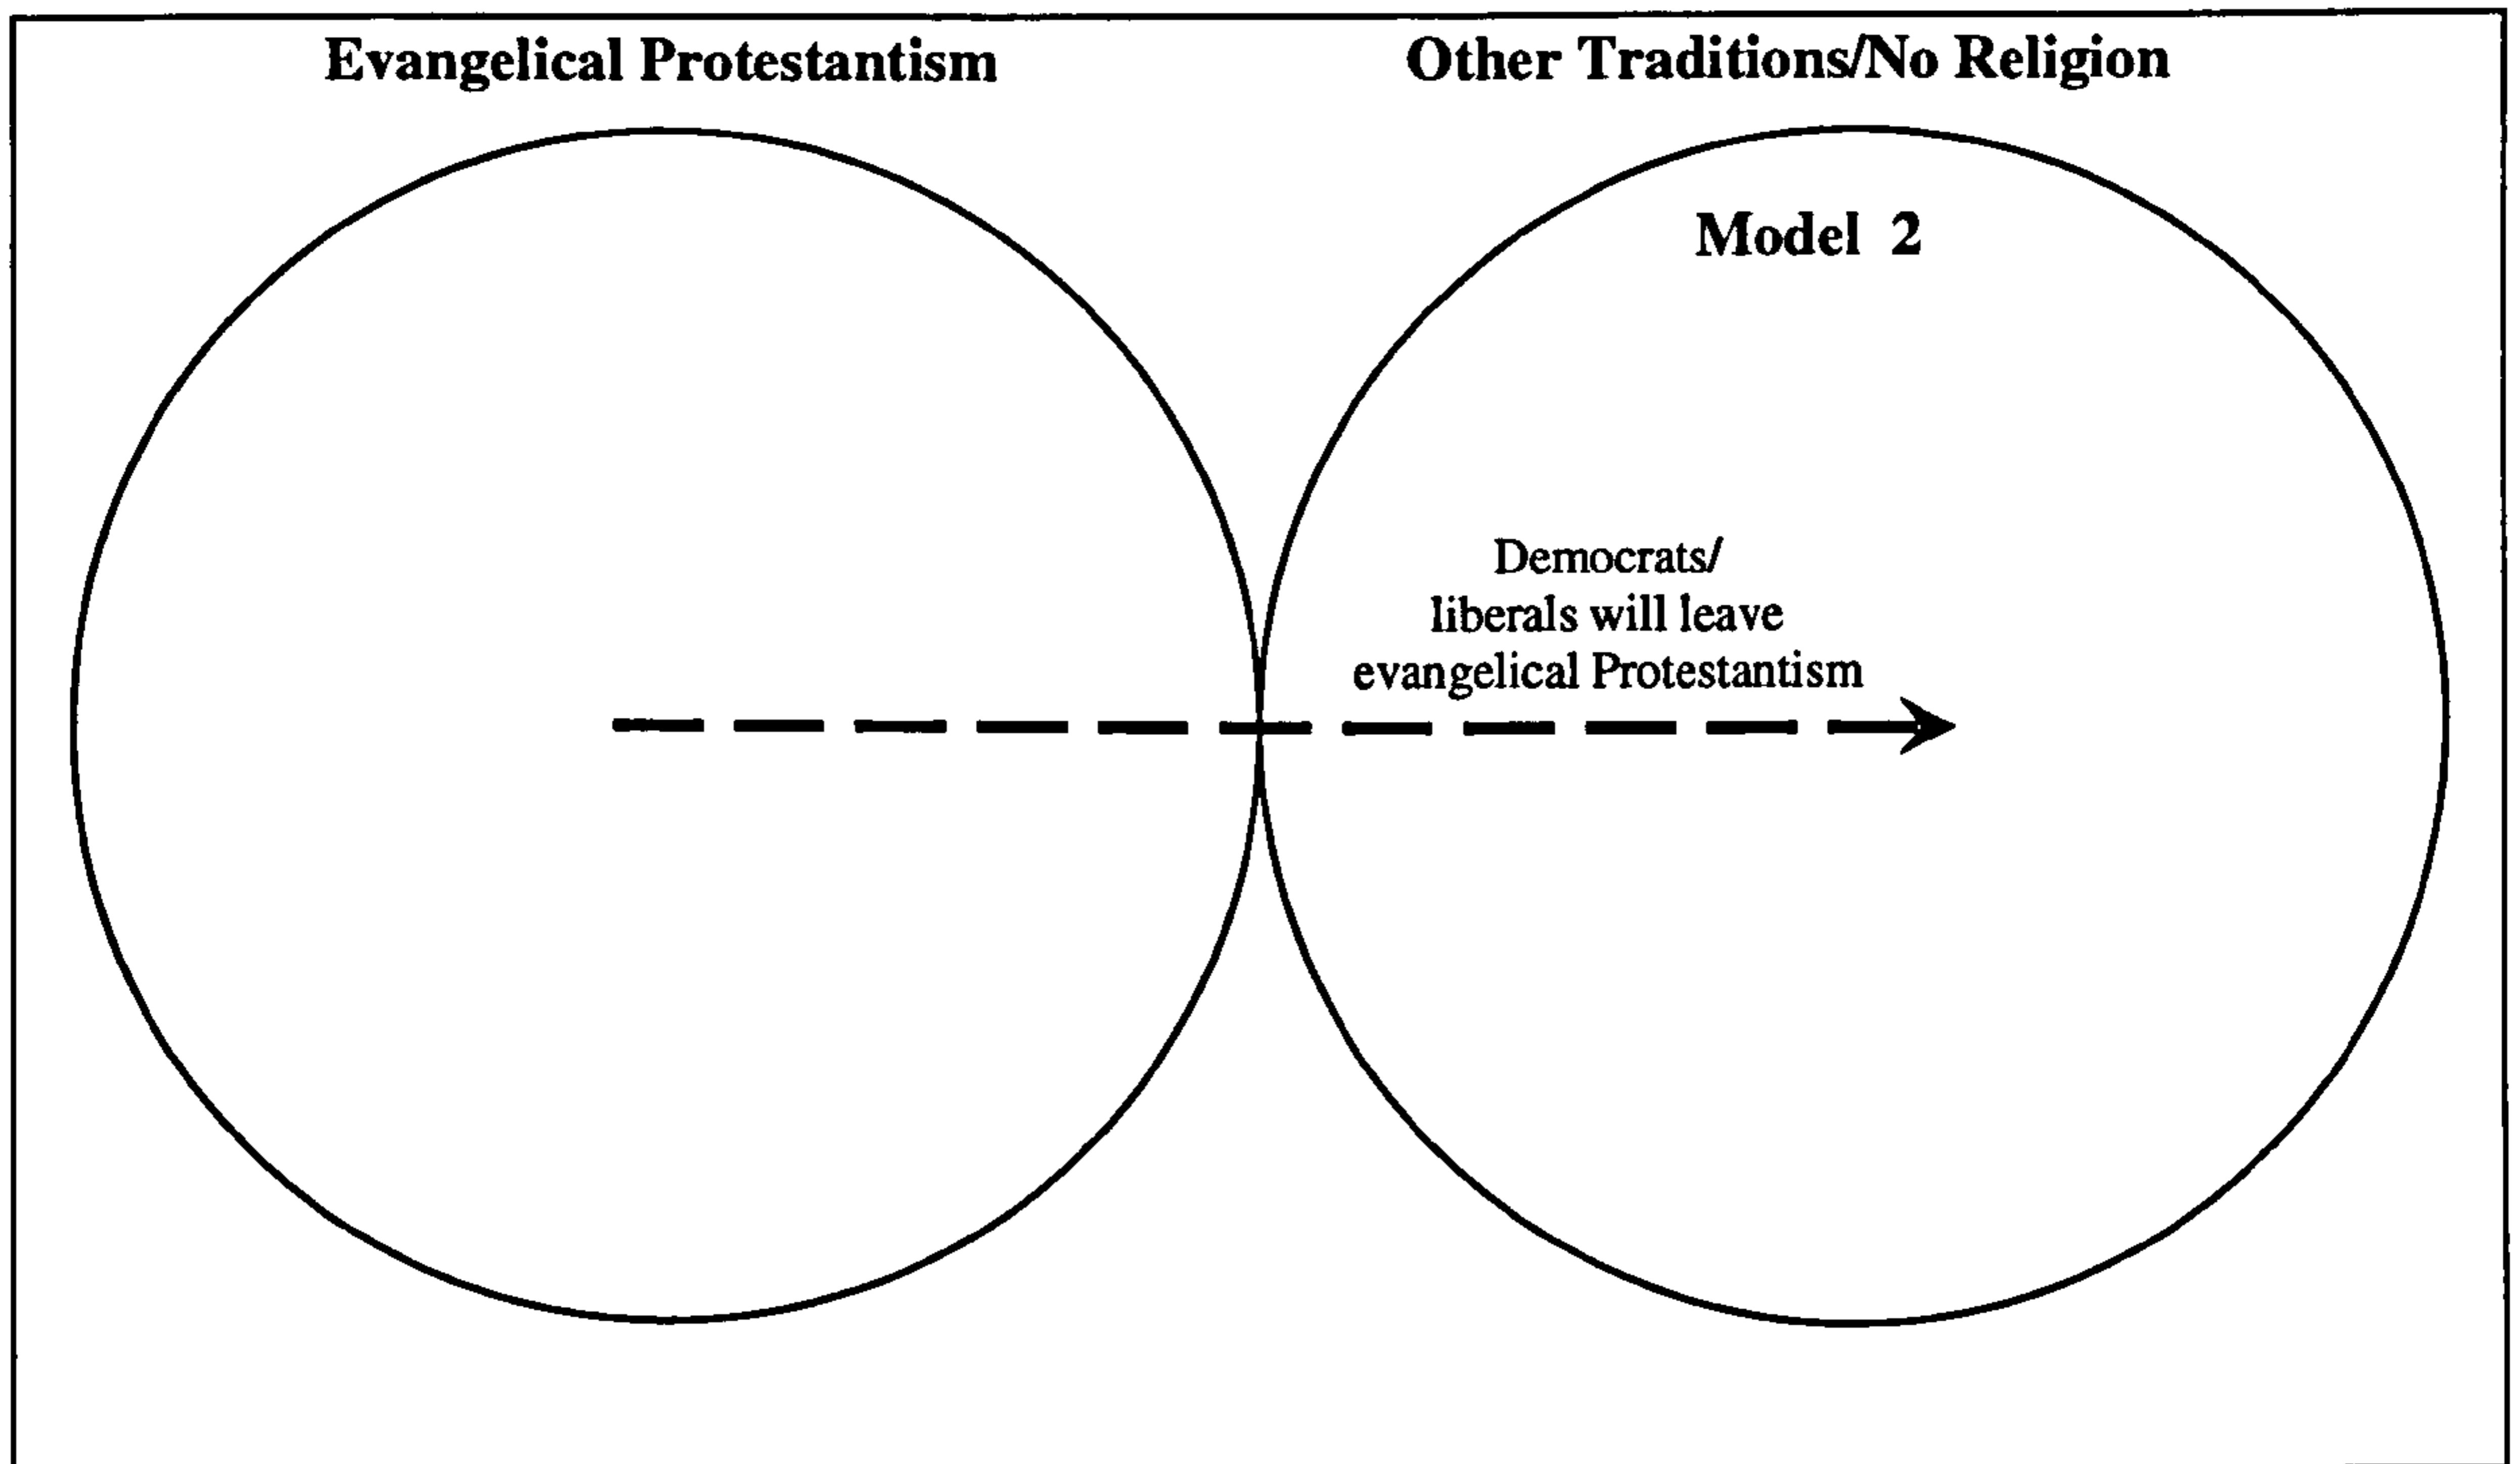 Evangelical Protestantism
Other Traditions/No Religion
Model 2
Democrats/
liberals will leave
evangelical Protestantism